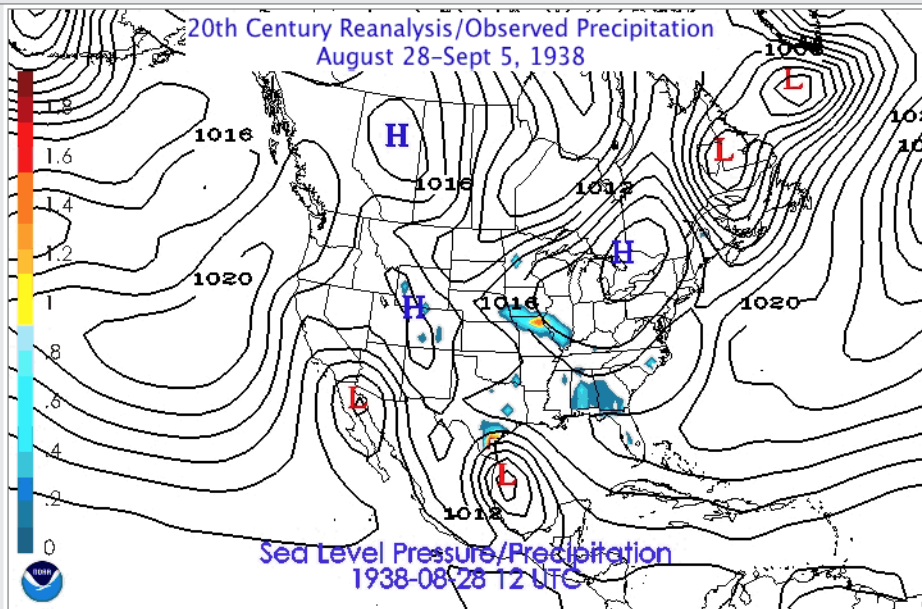 20th Century Reanalysis/Observed Precipitation
August 28-Sept 5, 1938
L
1016
H
L
1016
1012
1020
H
H
1016
1020
L
L
1012
1.8
1.6
1.4
1.2
1
.8
.6
.4
.2
0
Sea Level Pressure/Precipitation
1938-08-28 12 UTC
NOAA